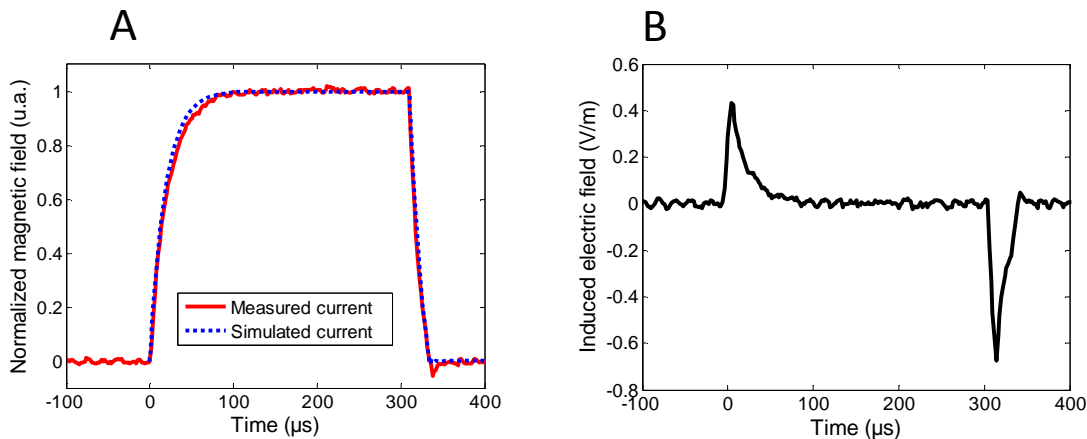 A
Normalized magnetic field (u.a.)
1
0.8
0.6
0.4
0.2
0
Measured current
Simulated current
-100 0 100 200 300 400
Time (µs)
B
Induced electric field (V/m)
0.6
0.4
0.2
0
-0.2
-0.4
-0.6
-0.8
-100 0 100 200 300 400
Time (µs)